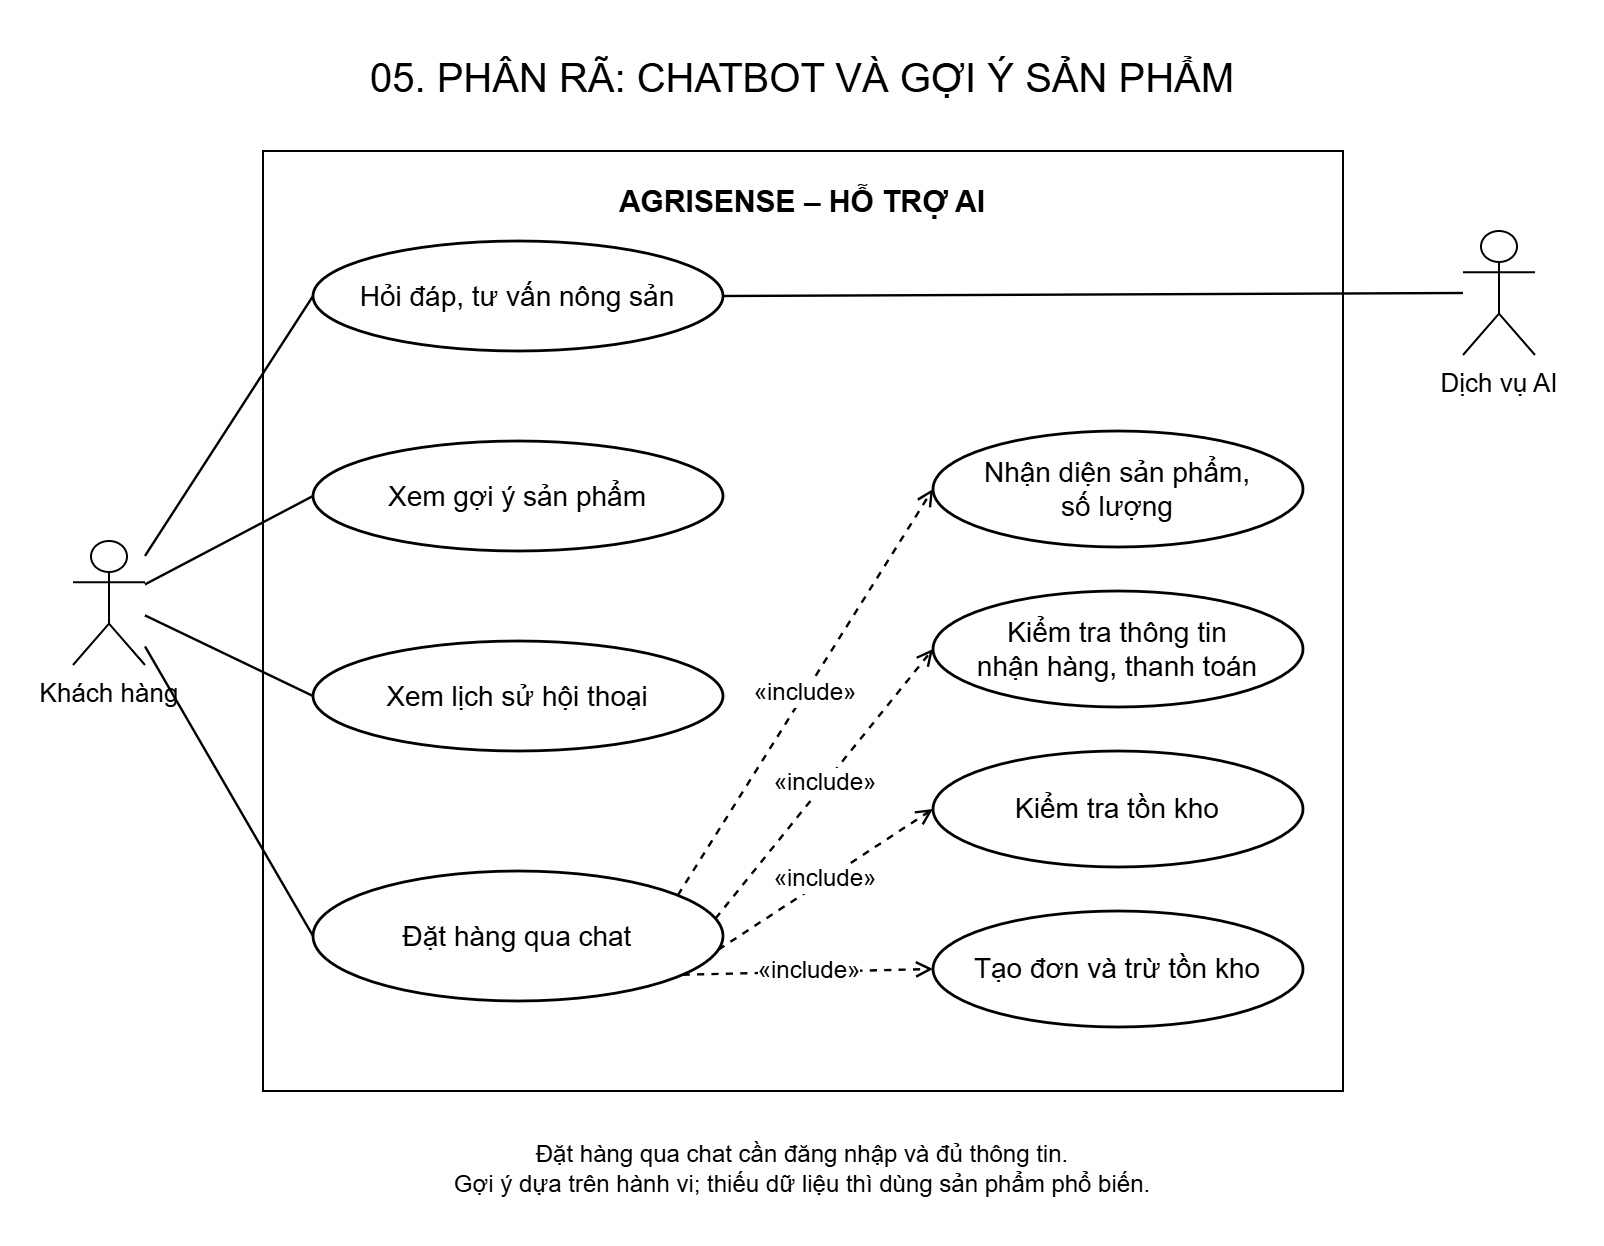 05. PHÂN RÃ: CHATBOT VÀ GỢI Ý SẢN PHẨM
AGRISENSE – HỖ TRỢ AI
Hỏi đáp, tư vấn nông sản
Dịch vụ AI
Xem gợi ý sản phẩm
Nhận diện sản phẩm,
số lượng
Khách hàng
Kiểm tra thông tin
nhận hàng, thanh toán
Xem lịch sử hội thoại
«include»
«include»
Kiểm tra tồn kho
«include»
Đặt hàng qua chat
«include»
Tạo đơn và trừ tồn kho
Đặt hàng qua chat cần đăng nhập và đủ thông tin.
Gợi ý dựa trên hành vi; thiếu dữ liệu thì dùng sản phẩm phổ biến.